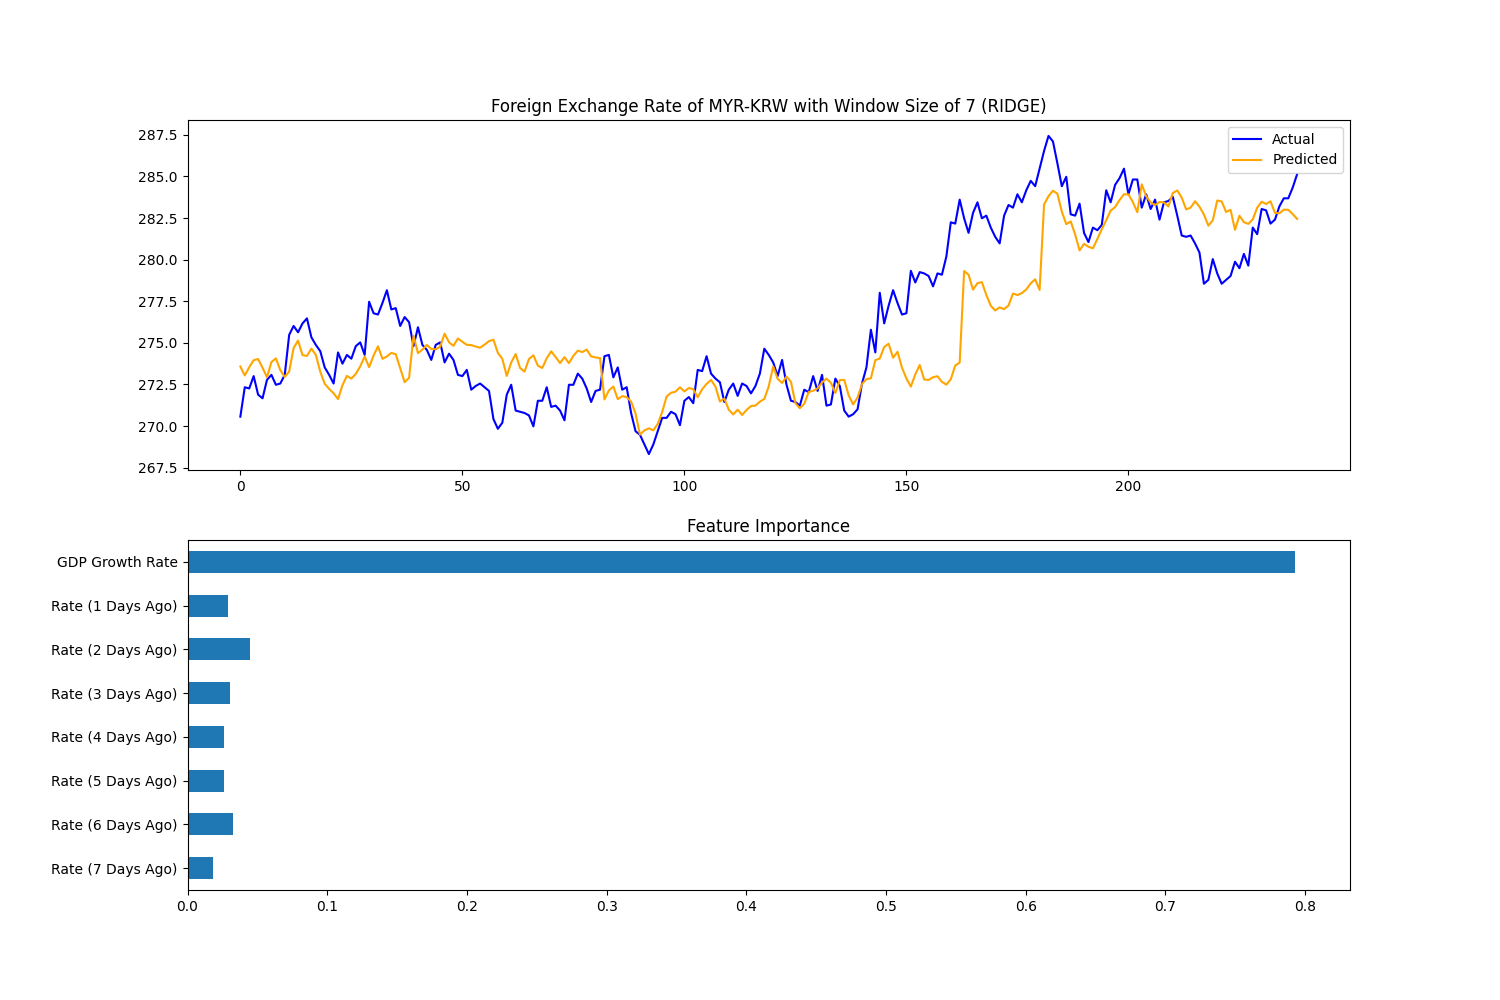 Foreign Exchange Rate of MYR-KRW with Window Size of 7 (RIDGE)
287.5
285.0
282.5
280.0
277.5
275.0
272.5
270.0
267.5
Actual
Predicted
0 50 100 150 200
Feature Importance
GDP Growth Rate
Rate (1 Days Ago)
Rate (2 Days Ago)
Rate (3 Days Ago)
Rate (4 Days Ago)
Rate (5 Days Ago)
Rate (6 Days Ago)
Rate (7 Days Ago)
0.0 0.1 0.2 0.3 0.4 0.5 0.6 0.7 0.8